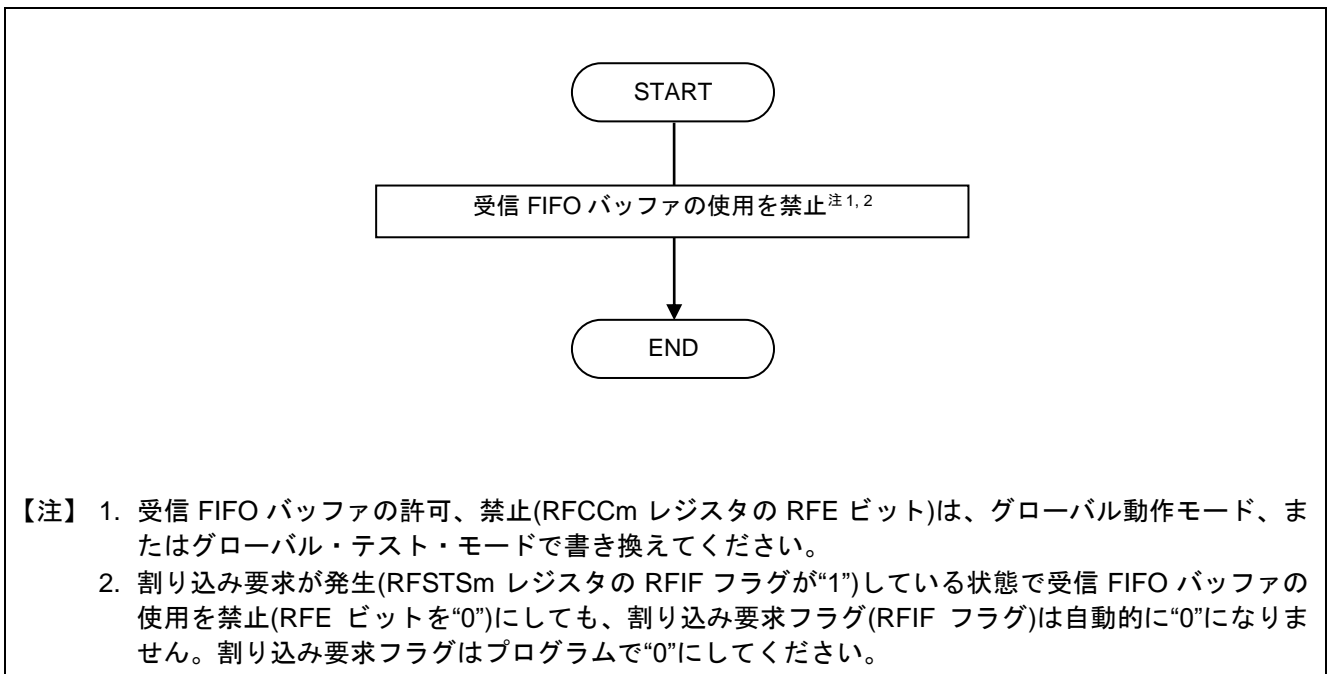 START
受信 FIFO バッファの使用を禁止注 1, 2
END
【注】 1. 受信 FIFO バッファの許可、禁止(RFCCm レジスタの RFE ビット)は、グローバル動作モード、ま
たはグローバル・テスト・モードで書き換えてください。
2. 割り込み要求が発生(RFSTSm レジスタの RFIF フラグが“1”)している状態で受信 FIFO バッファの
使用を禁止(RFE ビットを“0”)にしても、割り込み要求フラグ(RFIF フラグ)は自動的に“0”になりま
せん。割り込み要求フラグはプログラムで“0”にしてください。